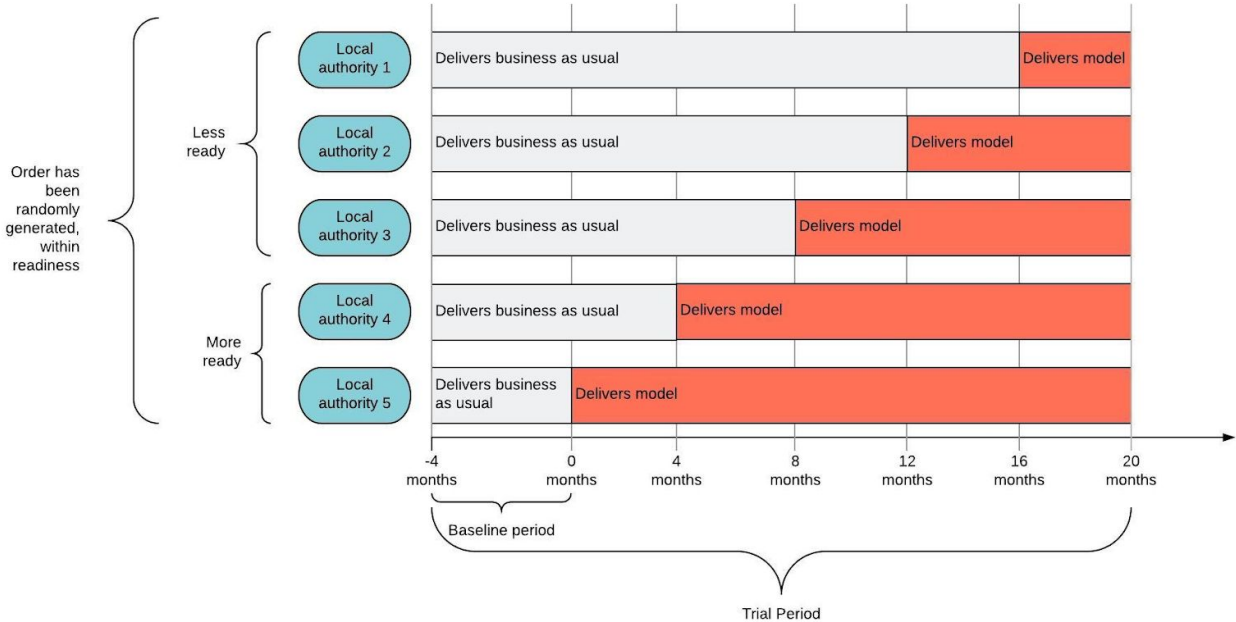 Order has
been
randomly
generated,
within
readiness
Less
ready
More
ready
Local
authority 1
Delivers business as usual
Delivers model
Local
authority 2
Delivers business as usual
Delivers model
Local
authority 3
Delivers business as usual
Delivers model
Local
authority 4
Delivers business as usual
Delivers model
Local
authority 5
Delivers business
as usual
Delivers model
-4
months
0
months
4
months
8
months
12
months
16
months
20
months
Baseline period
Trial Period